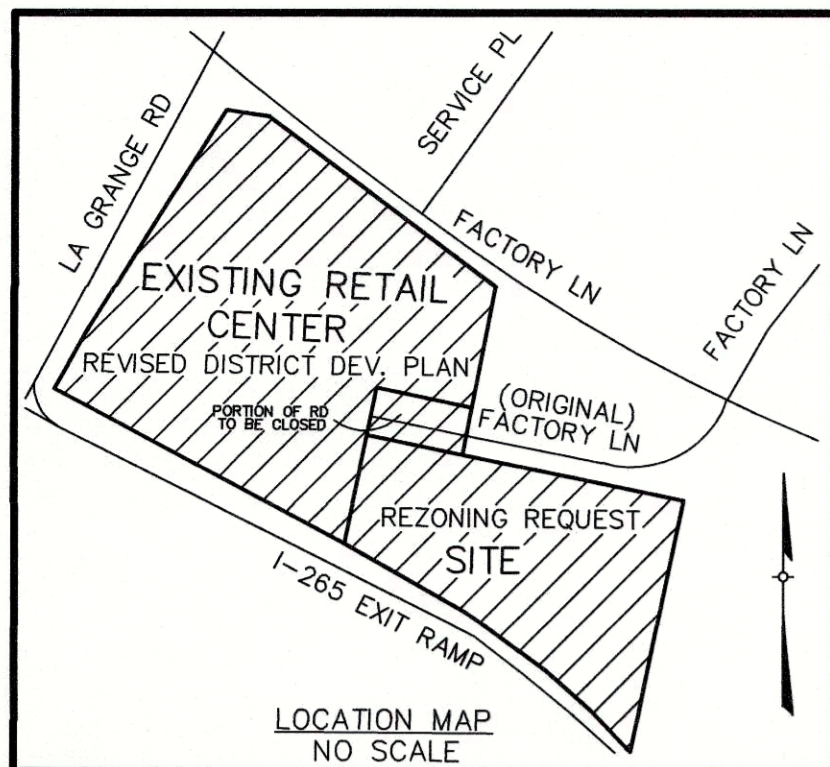 LA GRANGE RD
SERVICE PL
FACTORY LN
FACTORY LN
EXISTING RETAIL
CENTER
REVISED DISTRICT DEV. PLAN
PORTION OF RD
TO BE CLOSED
(ORIGINAL)
FACTORY LN
REZONING REQUEST
SITE
I-265 EXIT RAMP
LOCATION MAP
NO SCALE